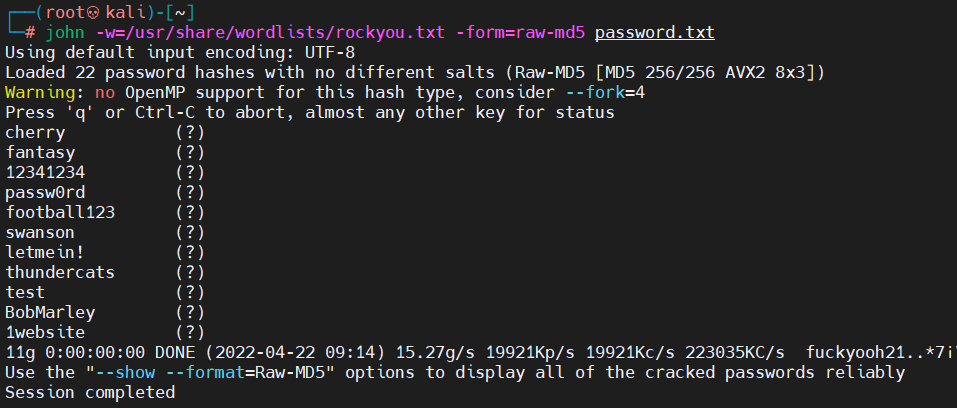 ┌──(root💀kali)-[~]
└─# john -w=/usr/share/wordlists/rockyou.txt -form=raw-md5 password.txt
Using default input encoding: UTF-8
Loaded 22 password hashes with no different salts (Raw-MD5 [MD5 256/256 AVX2 8x3])
Warning: no OpenMP support for this hash type, consider --fork=4
Press 'q' or Ctrl-C to abort, almost any other key for status
cherry           (?)
fantasy          (?)
12341234         (?)
passw0rd         (?)
football123      (?)
swanson          (?)
letmein!         (?)
thundercats      (?)
test             (?)
BobMarley        (?)
1website         (?)
11g 0:00:00:00 DONE (2022-04-22 09:14) 15.27g/s 19921Kp/s 19921Kc/s 223035KC/s  fuckyooh21..*7i
Use the "--show --format=Raw-MD5" options to display all of the cracked passwords reliably
Session completed